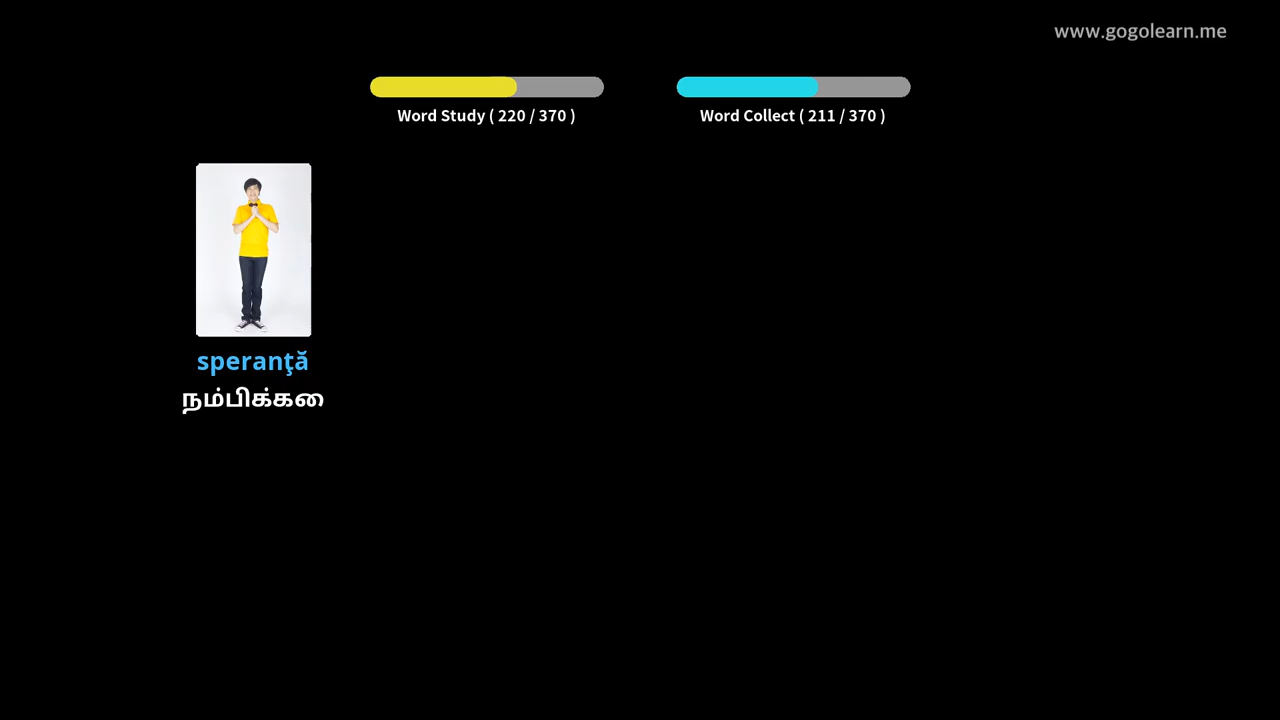 www.gogolearn.me
Word Study ( 220 / 370 )
Word Collect ( 211 / 370 )
speranţă
நம்பிக்கை